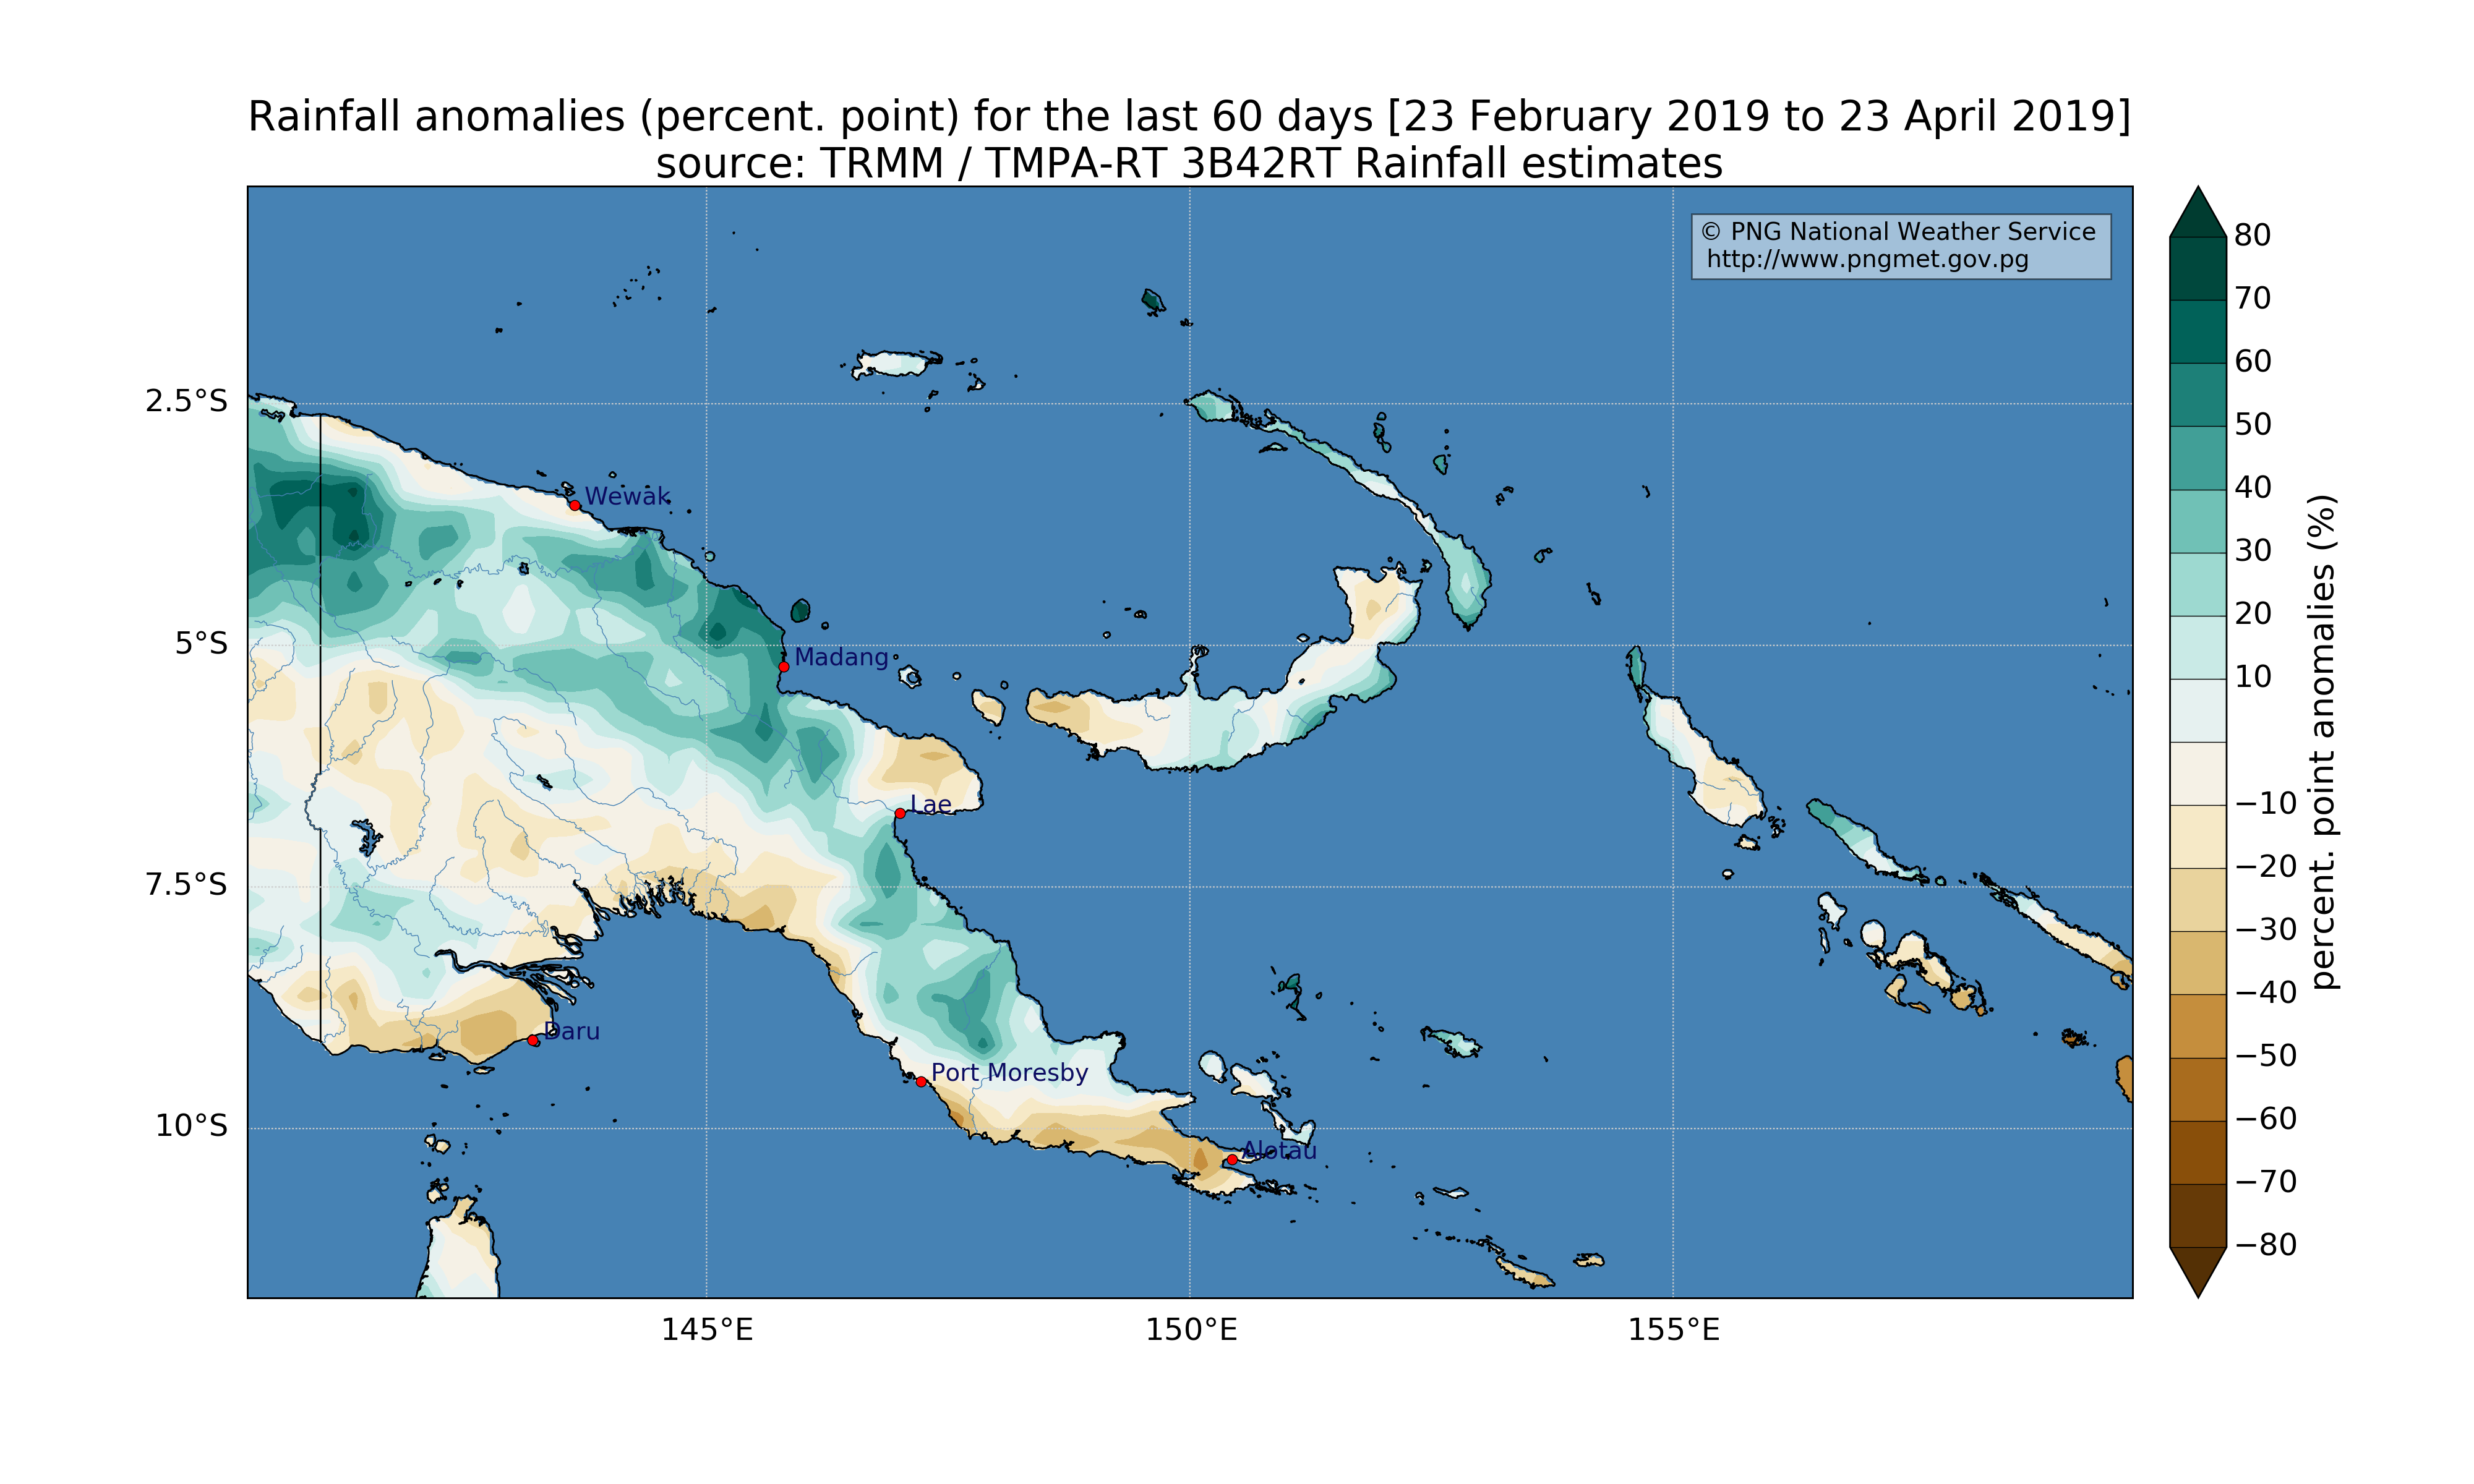 Rainfall anomalies (percent. point) for the last 60 days [23 February 2019 to 23 April 2019]
source: TRMM / TMPA-RT 3B42RT Rainfall estimates
© PNG National Weather Service
http://www.pngmet.gov.pg
2.5°S
5°S
7.5°S
10°S
Wewak
Madang
Lae
Daru
Port Moresby
Alotau
145°E
150°E
155°E
80
70
60
50
40
30
20
10
−10
−20
−30
−40
−50
−60
−70
−80
percent. point anomalies (%)